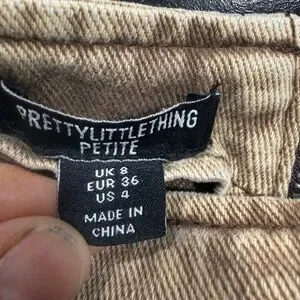 PRETTYLITTLETHING
PETITE
UK 8
EUR 36
US 4
MADE IN
CHINA